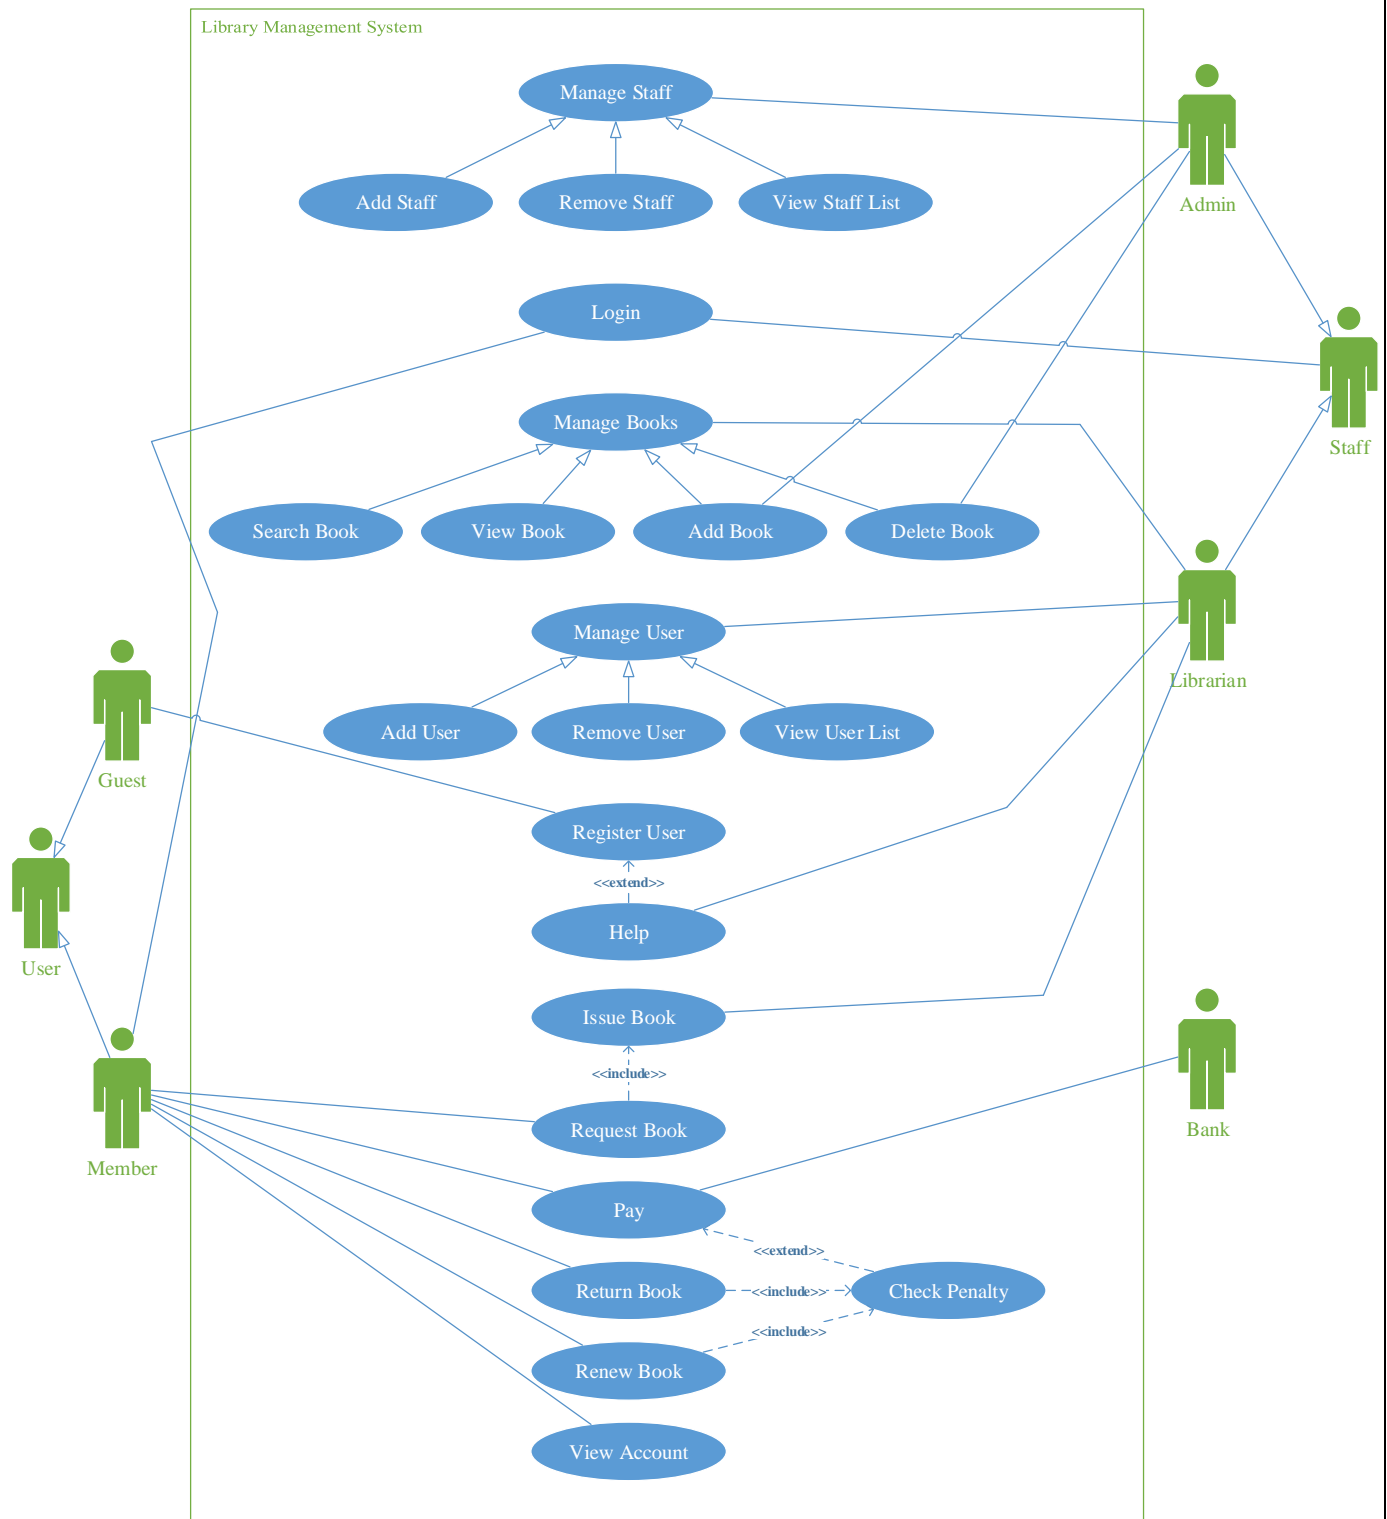 Library Management System
Manage Staff
Add Staff
Remove Staff
View Staff List
Admin
Login
Manage Books
Staff
Search Book
View Book
Add Book
Delete Book
Manage User
Librarian
Add User
Remove User
View User List
Guest
Register User
<<extend>>
Help
User
Issue Book
<<include>>
Request Book
Bank
Member
Pay
<<extend>>
Return Book
<<include>>
Check Penalty
<<include>>
Renew Book
View Account